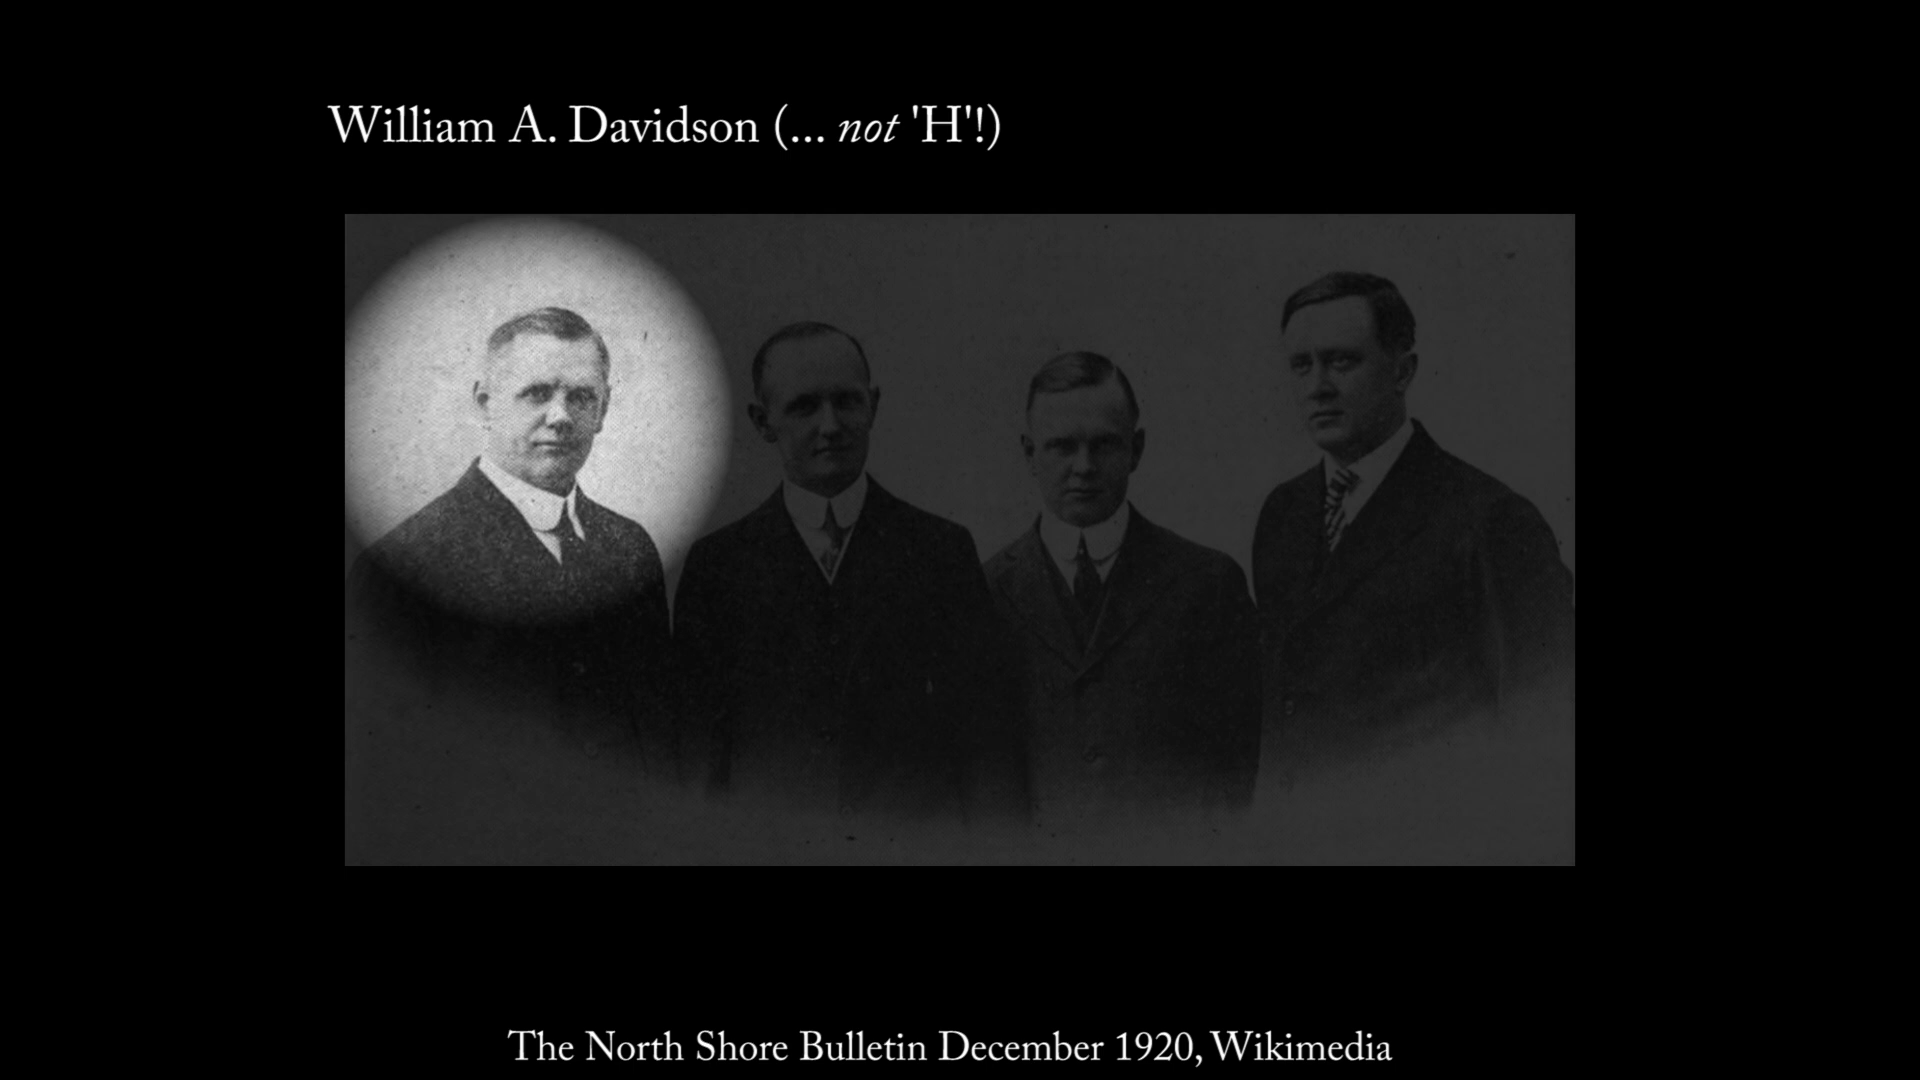 William A. Davidson (... not 'H'!)
The North Shore Bulletin December 1920, Wikimedia